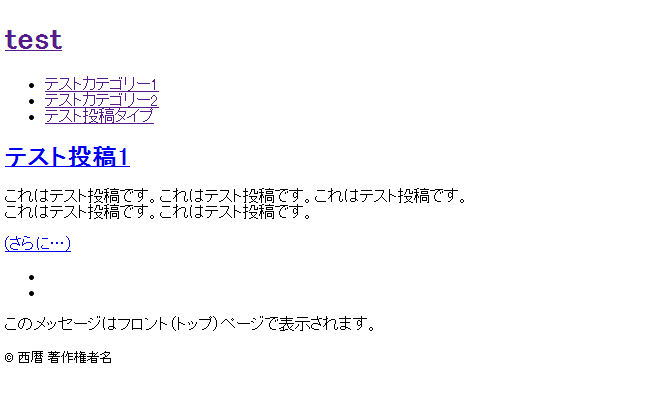 test
テストカテゴリー1
テストカテゴリー2
テスト投稿タイプ
テスト投稿1
これはテスト投稿です。これはテスト投稿です。これはテスト投稿です。
これはテスト投稿です。これはテスト投稿です。
(さらに…)
このメッセージはフロント（トップ）ページで表示されます。
© 西暦 著作権者名